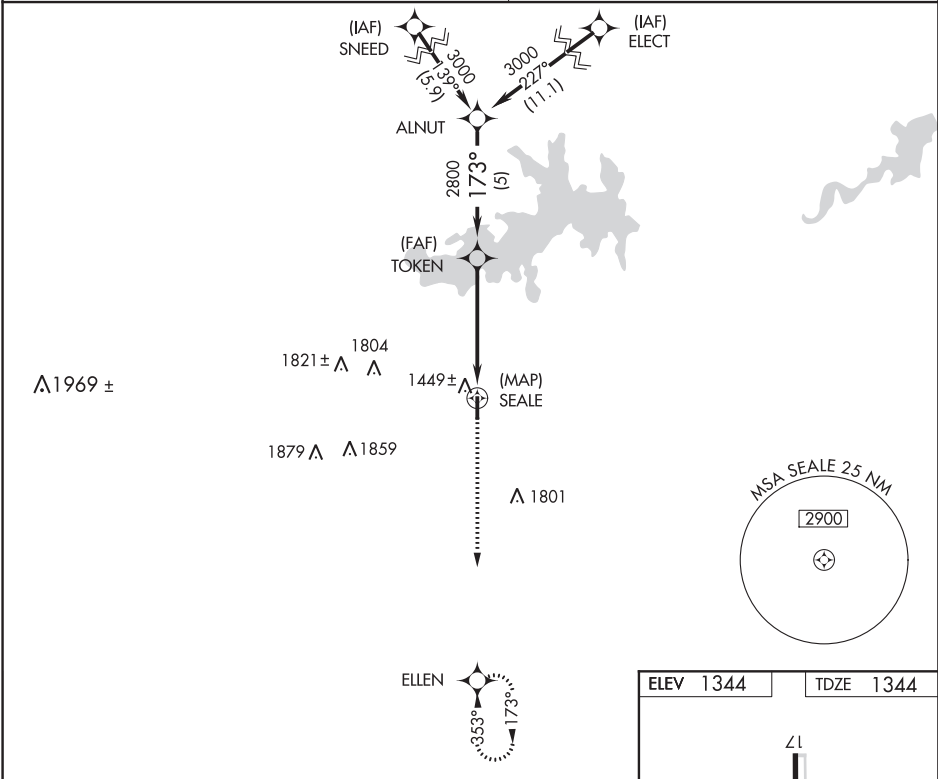 (IAF)
SNEED
(IAF)
ELECT
3000
139°
(5.9)
3000
227°
(11.1)
ALNUT
2800
173°
(5)
(FAF)
TOKEN
1821 ±
1804
1969 ±
1449 ±
(MAP)
SEALE
1879
1859
1801
MSA SEALE 25 NM
2900
ELLEN
353°
173°
ELEV 1344
TDZE 1344
17